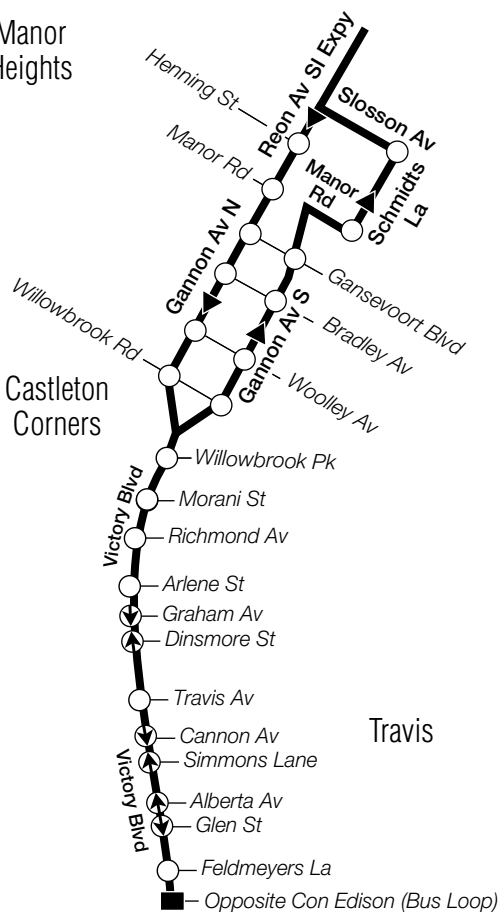 Manor
Heights
SI Expy
Reon Av
Slosson Av
Henning St
Manor Rd
Manor
Rd
Schmidts
La
Gannon Av N
Gannon Av S
Gansevoort Blvd
Bradley Av
Woolley Av
Willowbrook Rd
Castleton
Corners
Willowbrook Pk
Victory Blvd
Morani St
Richmond Av
Arlene St
Graham Av
Dinsmore St
Travis Av
Travis
Cannon Av
Simmons Lane
Victory Blvd
Alberta Av
Glen St
Feldmeyers La
Opposite Con Edison (Bus Loop)